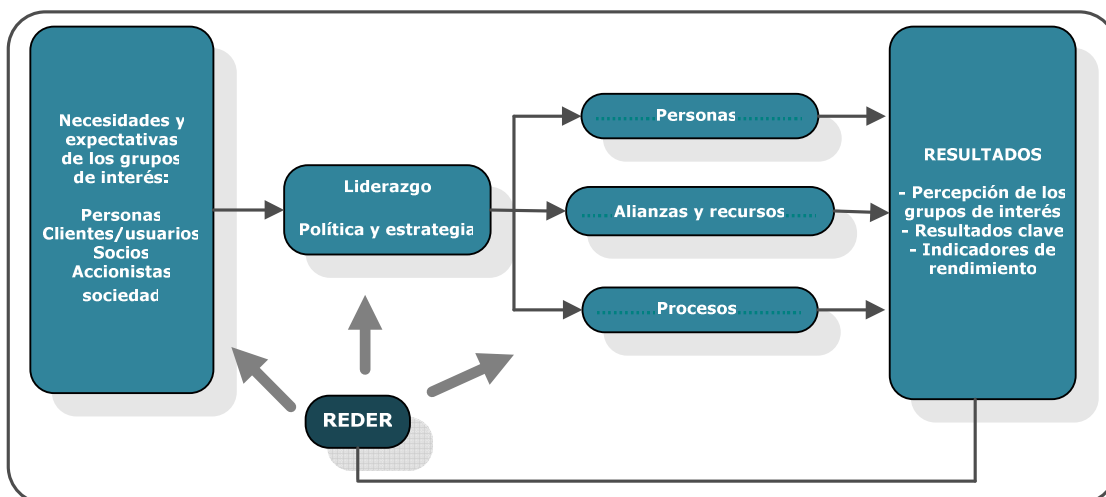 Necesidades y
expectativas
de los grupos
de interés:
Personas
Clientes/usuarios
Socios
Accionistas
sociedad
Liderazgo
Política y estrategia
Personas
Alianzas y recursos
Procesos
RESULTADOS
- Percepción de los
grupos de interés
- Resultados clave
- Indicadores de
rendimiento
REDER